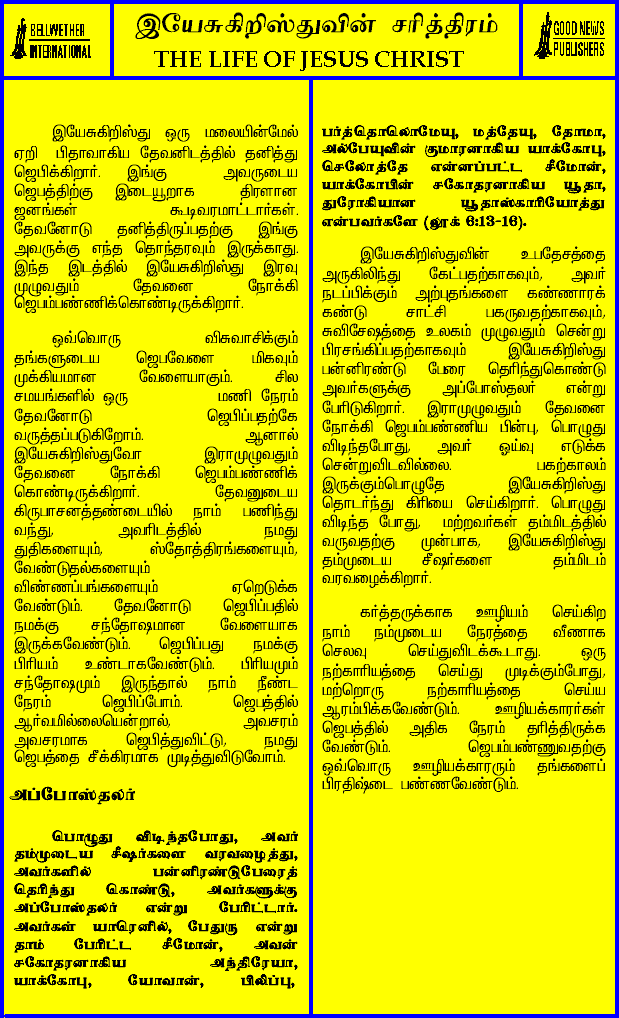 BELLWETHER
INTERNATIONAL
இயேசுகிறிஸ்துவின் சரித்திரம்
THE LIFE OF JESUS CHRIST
GOOD NEWS
PUBLISHERS
இயேசுகிறிஸ்து ஒரு மலையின்மேல்
ஏறி பிதாவாகிய தேவனிடத்தில் தனித்து
ஜெபிக்கிறார். இங்கு அவருடைய
ஜெபத்திற்கு இடையூறாக திரளான
ஜனங்கள் கூடிவரமாட்டார்கள்.
தேவனோடு தனித்திருப்பதற்கு இங்கு
அவருக்கு எந்த தொந்தரவும் இருக்காது.
இந்த இடத்தில் இயேசுகிறிஸ்து இரவு
முழுவதும் தேவனை நோக்கி
ஜெபம்பண்ணிக்கொண்டிருக்கிறார்.
ஒவ்வொரு விசுவாசிக்கும்
தங்களுடைய ஜெபவேளை மிகவும்
முக்கியமான வேளையாகும். சில
சமயங்களில் ஒரு மணி நேரம்
தேவனோடு ஜெபிப்பதற்கே
வருத்தப்படுகிறோம். ஆனால்
இயேசுகிறிஸ்துவோ இராமுழுவதும்
தேவனை நோக்கி ஜெபம்பண்ணிக்
கொண்டிருக்கிறார். தேவனுடைய
கிருபாசனத்தண்டையில் நாம் பணிந்து
வந்து, அவரிடத்தில் நமது
துதிகளையும், ஸ்தோத்திரங்களையும்,
வேண்டுதல்களையும்
விண்ணப்பங்களையும் ஏறெடுக்க
வேண்டும். தேவனோடு ஜெபிப்பதில்
நமக்கு சந்தோஷமான வேளையாக
இருக்கவேண்டும். ஜெபிப்பது நமக்கு
பிரியம் உண்டாகவேண்டும். பிரியமும்
சந்தோஷமும் இருந்தால் நாம் நீண்ட
நேரம் ஜெபிப்போம். ஜெபத்தில்
ஆர்வமில்லையென்றால், அவசரம்
அவசரமாக ஜெபித்துவிட்டு, நமது
ஜெபத்தை சீக்கிரமாக முடித்துவிடுவோம்.
அப்போஸ்தலர்
பொழுது விடிந்தபோது, அவர்
தம்முடைய சீஷர்களை வரவழைத்து,
அவர்களில் பன்னிரண்டுபேரைத்
தெரிந்து கொண்டு, அவர்களுக்கு
அப்போஸ்தலர் என்று பேரிட்டார்.
அவர்கள் யாரெனில், பேதுரு என்று
தாம் பேரிட்ட சீமோன், அவன்
சகோதரனாகிய அந்திரேயா,
யாக்கோபு, யோவான், பிலிப்பு,
பர்த்தொலொமேயு, மத்தேயு, தோமா,
அல்பேயுவின் குமாரனாகிய யாக்கோபு,
செலோத்தே என்னப்பட்ட சீமோன்,
யாக்கோபின் சகோதரனாகிய யூதா,
துரோகியான யூதாஸ்காரியோத்து
என்பவர்களே (லூக் 6:13-16).
இயேசுகிறிஸ்துவின் உபதேசத்தை
அருகிலிந்து கேட்பதற்காகவும், அவர்
நடப்பிக்கும் அற்புதங்களை கண்ணாரக்
கண்டு சாட்சி பகருவதற்காகவும்,
சுவிசேஷத்தை உலகம் முழுவதும் சென்று
பிரசங்கிப்பதற்காகவும் இயேசுகிறிஸ்து
பன்னிரண்டு பேரை தெரிந்துகொண்டு
அவர்களுக்கு அப்போஸ்தலர் என்று
பேரிடுகிறார். இராமுழுவதும் தேவனை
நோக்கி ஜெபம்பண்ணிய பின்பு, பொழுது
விடிந்தபோது, அவர் ஓய்வு எடுக்க
சென்றுவிடவில்லை. பகற்காலம்
இருக்கும்பொழுதே இயேசுகிறிஸ்து
தொடர்ந்து கிரியை செய்கிறார். பொழுது
விடிந்த போது, மற்றவர்கள் தம்மிடத்தில்
வருவதற்கு முன்பாக, இயேசுகிறிஸ்து
தம்முடைய சீஷர்களை தம்மிடம்
வரவழைக்கிறார்.
கர்த்தருக்காக ஊழியம் செய்கிற
நாம் நம்முடைய நேரத்தை வீணாக
செலவு செய்துவிடக்கூடாது. ஒரு
நற்காரியத்தை செய்து முடிக்கும்போது,
மற்றொரு நற்காரியத்தை செய்ய
ஆரம்பிக்கவேண்டும். ஊழியக்காரர்கள்
ஜெபத்தில் அதிக நேரம் தரித்திருக்க
வேண்டும். ஜெபம்பண்ணுவதற்கு
ஒவ்வொரு ஊழியக்காரரும் தங்களைப்
பிரதிஷ்டை பண்ணவேண்டும்.